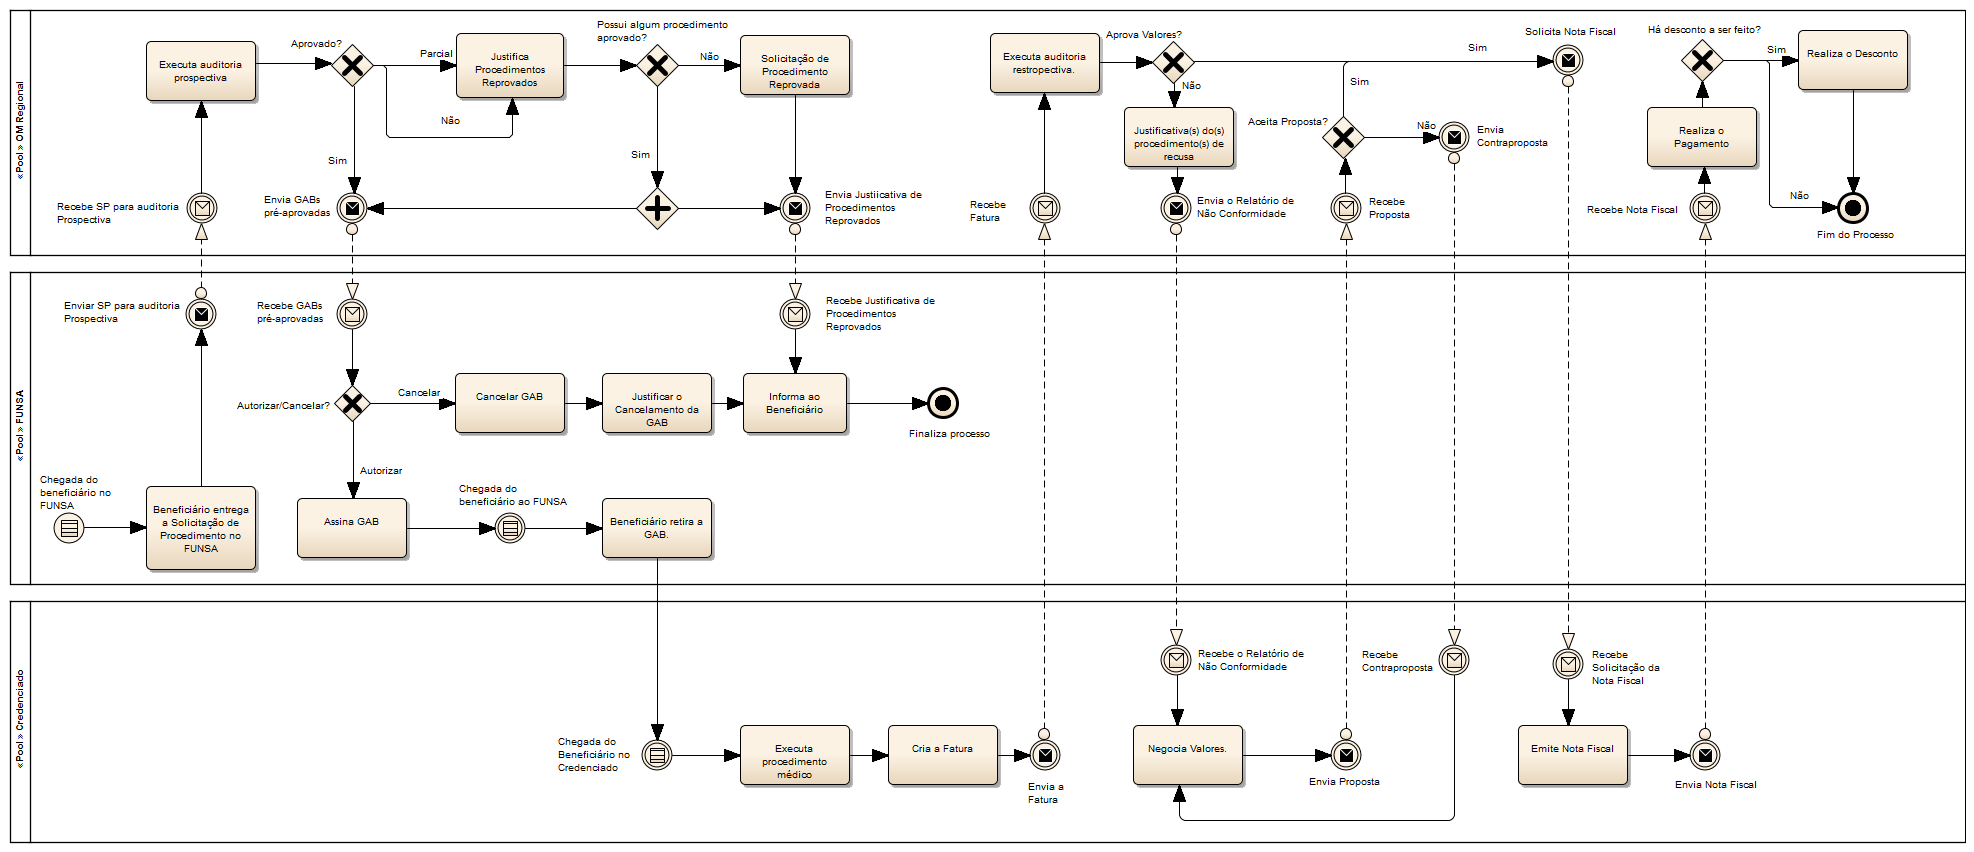 «Pool» OM Regional
Executa auditoria
prospectiva
Aprovado?
Parcial
Não
Sim
Justifica
Procedimentos
Reprovados
Possui algum procedimento
aprovado?
Não
Sim
Solicitação de
Procedimento
Reprovada
Recebe SP para auditoria
Prospectiva
Envia GABs
pré-aprovadas
Envia Justiicativa de
Procedimentos
Reprovados
Executa auditoria
restropectiva.
Aprova Valores?
Sim
Não
Justificativa(s) do(s)
procedimento(s) de
recusa
Recebe
Fatura
Envia o Relatório de
Não Conformidade
Aceita Proposta?
Sim
Não
Recebe
Proposta
Envia
Contraproposta
Solicita Nota Fiscal
Há desconto a ser feito?
Sim
Não
Realiza o Desconto
Realiza o
Pagamento
Recebe Nota Fiscal
Fim do Processo
«Pool» FUNSA
Enviar SP para auditoria
Prospectiva
Recebe GABs
pré-aprovadas
Recebe Justificativa de
Procedimentos
Reprovados
Autorizar/Cancelar?
Cancelar
Autorizar
Cancelar GAB
Justificar o
Cancelamento da
GAB
Informa ao
Beneficiário
Finaliza processo
Chegada do
beneficiário no
FUNSA
Beneficiário entrega
a Solicitação de
Procedimento no
FUNSA
Assina GAB
Chegada do
beneficiário ao FUNSA
Beneficiário retira a
GAB.
«Pool» Credenciado
Chegada do
Beneficiário no
Credenciado
Executa
procedimento
médico
Cria a Fatura
Envia a
Fatura
Recebe o Relatório de
Não Conformidade
Recebe
Contraproposta
Negocia Valores.
Envia Proposta
Recebe
Solicitação da
Nota Fiscal
Emite Nota Fiscal
Envia Nota Fiscal